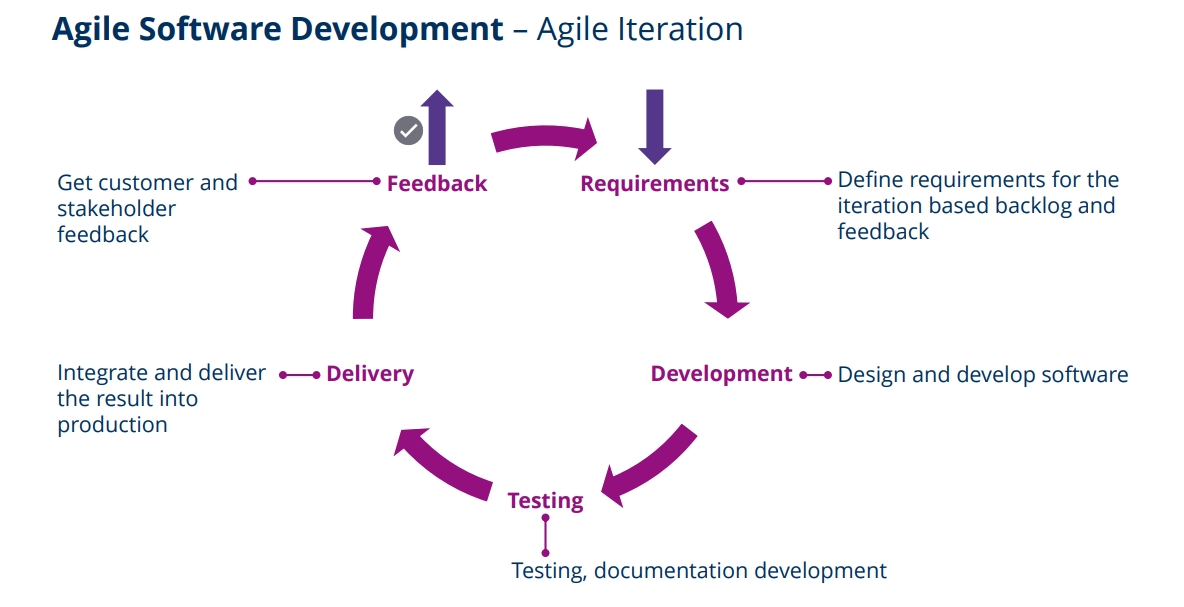 Agile Software Development – Agile Iteration
Feedback
Get customer and
stakeholder
feedback
Requirements
Define requirements for the
iteration based backlog and
feedback
Development
Design and develop software
Testing
Testing, documentation development
Delivery
Integrate and deliver
the result into
production